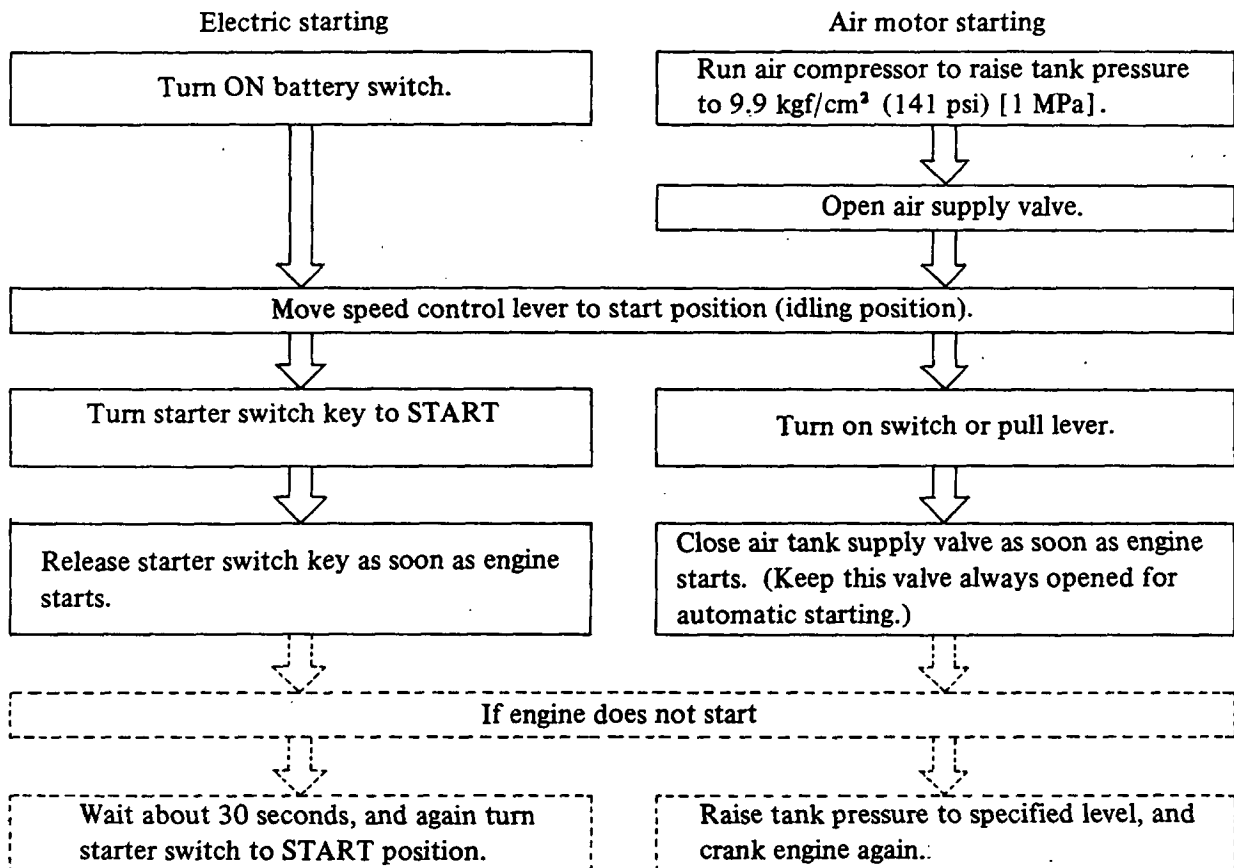 Electric starting
Air motor starting
Turn ON battery switch.
Run air compressor to raise tank pressure
to 9.9 kgf/cm² (141 psi) [1 MPa].
Open air supply valve.
Move speed control lever to start position (idling position).
Turn starter switch key to START
Turn on switch or pull lever.
Release starter switch key as soon as engine
starts.
Close air tank supply valve as soon as engine
starts. (Keep this valve always opened for
automatic starting.)
If engine does not start
Wait about 30 seconds, and again turn
starter switch to START position.
Raise tank pressure to specified level, and
crank engine again.